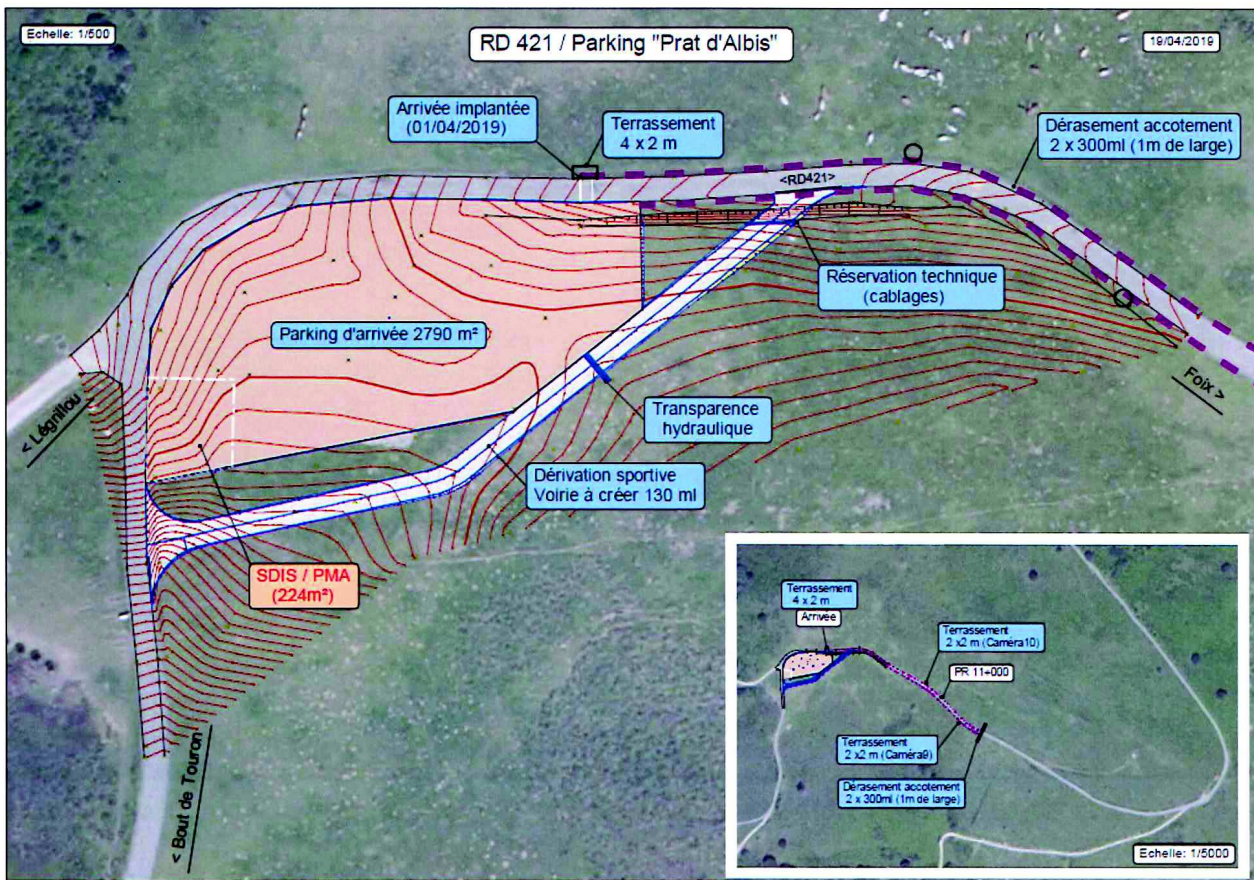 Echelle: 1/500
RD 421 / Parking "Prat d'Albis"
19/04/2019
Arrivée implantée
(01/04/2019)
Terrassement
4 x 2 m
Dérasement accotement
2 x 300ml (1m de large)
<RD421>
Réservation technique
(cablages)
Parking d'arrivée 2790 m²
< Légrillou
Foix >
Transparence
hydraulique
Dérivation sportive
Voirie à créer 130 ml
SDIS / PMA
(224m²)
< Bout de Touron
Terrassement
4 x 2 m
Arrivée
Terrassement
2 x2 m (Caméra10)
PR 11+000
Terrassement
2 x2 m (Caméra9)
Dérasement accotement
2 x 300ml (1m de large)
Echelle: 1/5000